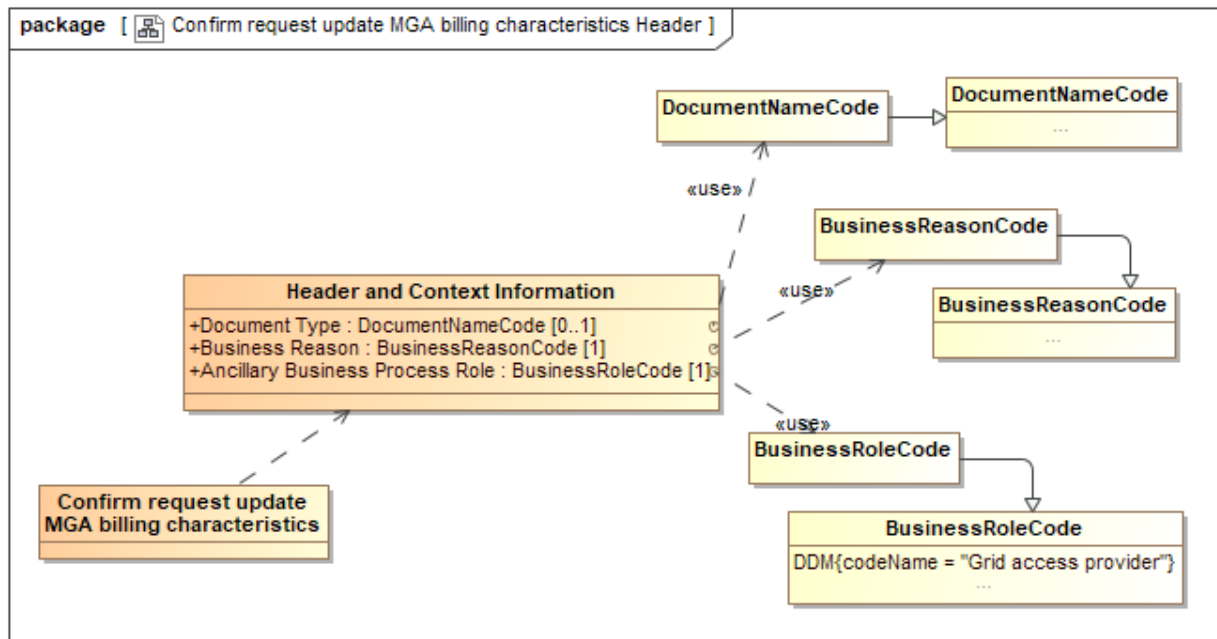 package [ Confirm request update MGA billing characteristics Header ]
DocumentNameCode
DocumentNameCode
...
«use»
BusinessReasonCode
«use»
BusinessReasonCode
...
Header and Context Information
+Document Type : DocumentNameCode [0..1]
+Business Reason : BusinessReasonCode [1]
+Ancillary Business Process Role : BusinessRoleCode [1]
«use»
BusinessRoleCode
Confirm request update
MGA billing characteristics
BusinessRoleCode
DDM{codeName = "Grid access provider"}
...